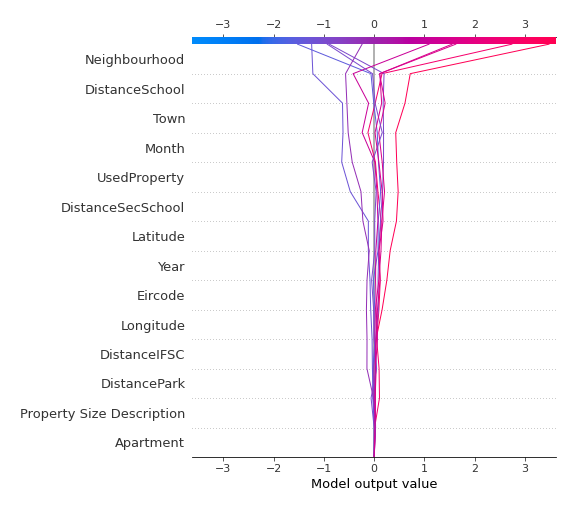 −3 −2 −1 0 1 2 3
Neighbourhood
DistanceSchool
Town
Month
UsedProperty
DistanceSecSchool
Latitude
Year
Eircode
Longitude
DistanceIFSC
DistancePark
Property Size Description
Apartment
−3 −2 −1 0 1 2 3
Model output value